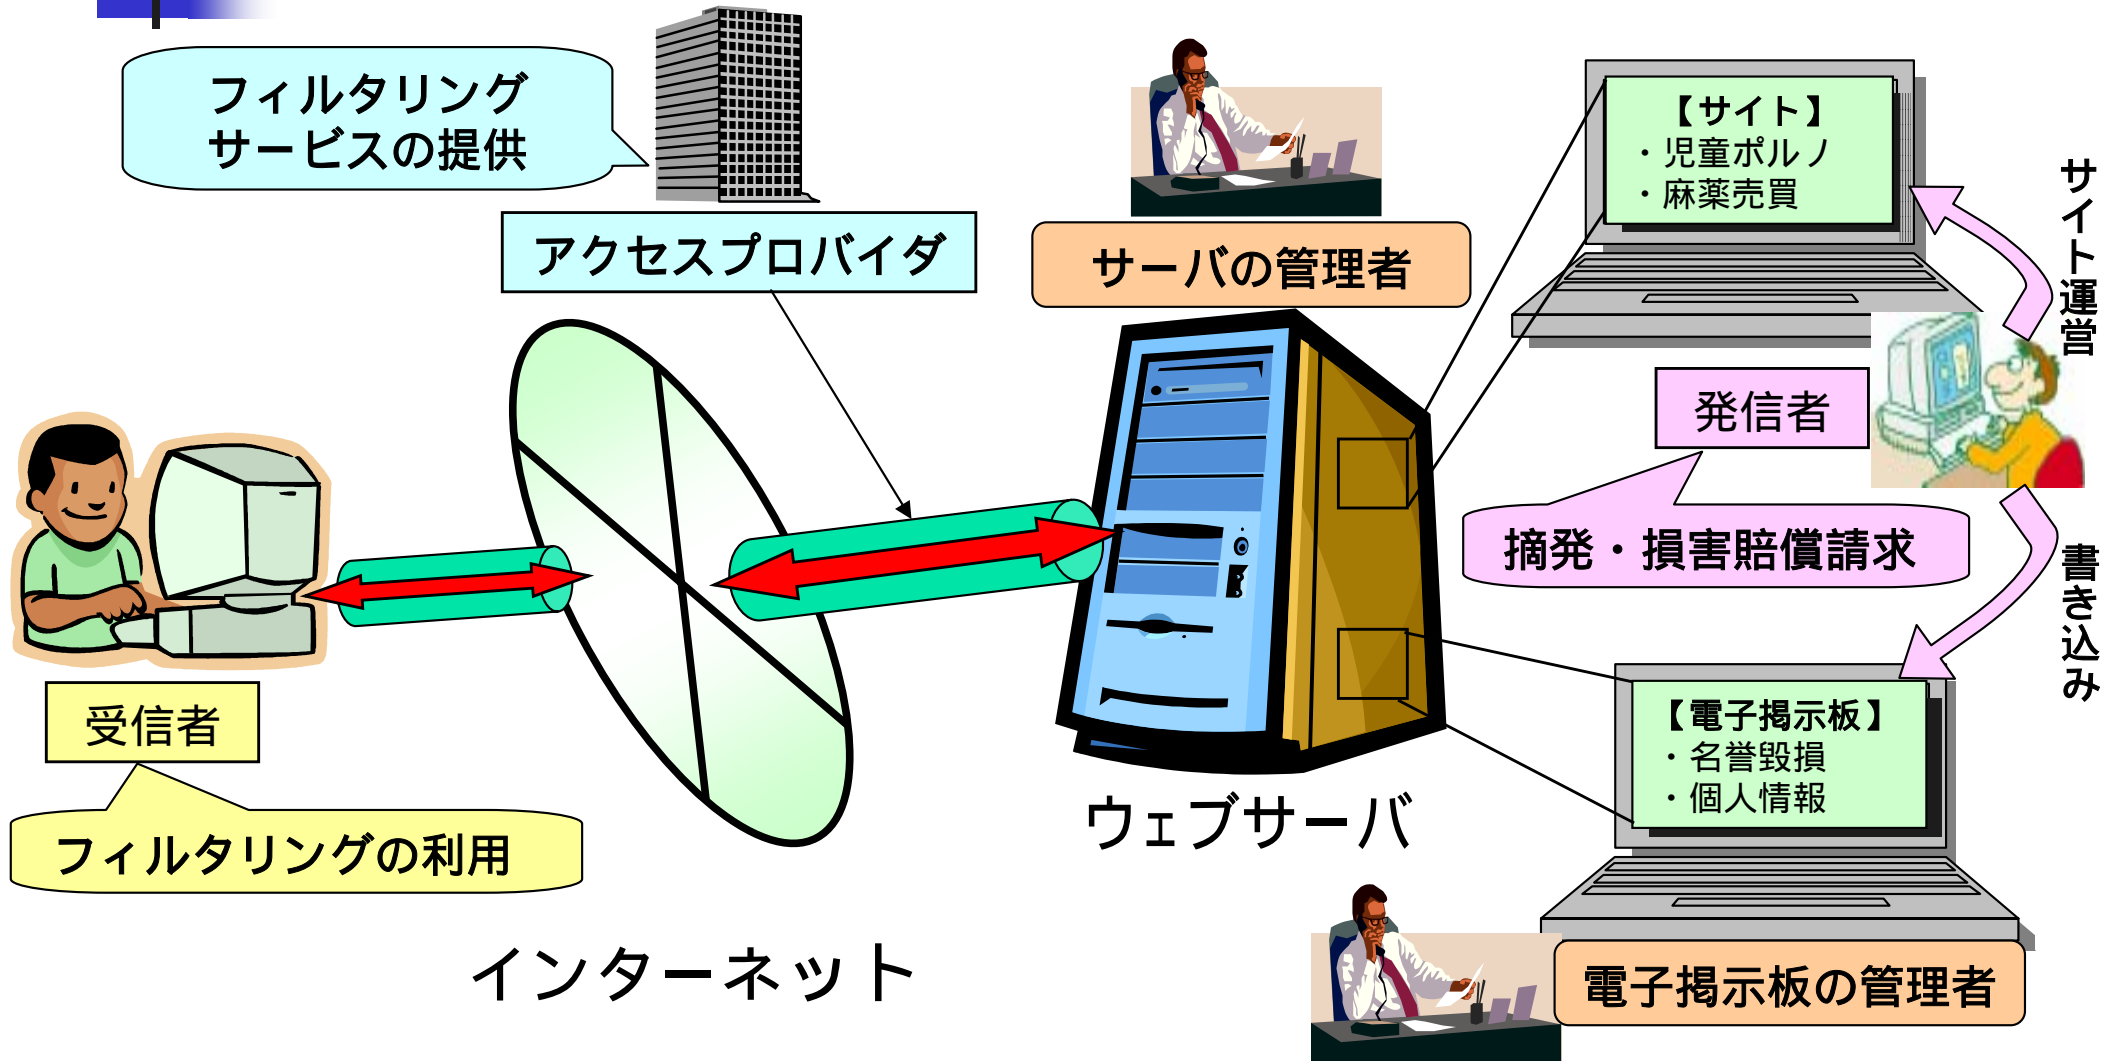 フィルタリング
サービスの提供
アクセスプロバイダ
サーバの管理者
【サイト】
・児童ポルノ
・麻薬売買
サイト運営
発信者
摘発・損害賠償請求
書き込み
受信者
フィルタリングの利用
ウェブサーバ
【電子掲示板】
・名誉毀損
・個人情報
インターネット
電子掲示板の管理者